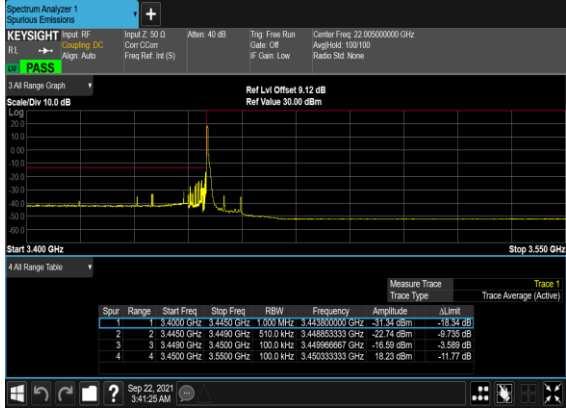 Spectrum Analyzer 1
Spurious Emissions
KEYSIGHT Input: RF Input Z: 50 Ω Atten: 40 dB Trig: Free Run Center Freq: 22.005000000 GHz
RL Coupling: DC Corr CCorr Gate: Off Avg|Hold: 100/100
Align: Auto Freq Ref: Int (S) IF Gain: Low Radio Std: None
PASS
3 All Range Graph
Ref Lvl Offset 9.12 dB
Scale/Div 10.0 dB Ref Value 30.00 dBm
Log
20.0
10.0
0.00
-10.0
-20.0
-30.0
-40.0
-50.0
-60.0
Start 3.400 GHz Stop 3.550 GHz
4 All Range Table
Measure Trace Trace 1
Trace Type Trace Average (Active)
Spur Range Start Freq Stop Freq RBW Frequency Amplitude ΔLimit
1 1 3.4000 GHz 3.4450 GHz 1.000 MHz 3.443800000 GHz -31.34 dBm -18.34 dB
2 2 3.4450 GHz 3.4490 GHz 510.0 kHz 3.448853333 GHz -22.74 dBm -9.735 dB
3 3 3.4490 GHz 3.4500 GHz 100.0 kHz 3.449966667 GHz -16.59 dBm -3.589 dB
4 4 3.4500 GHz 3.5500 GHz 100.0 kHz 3.450333333 GHz 18.23 dBm -11.77 dB
Sep 22, 2021
3:41:25 AM